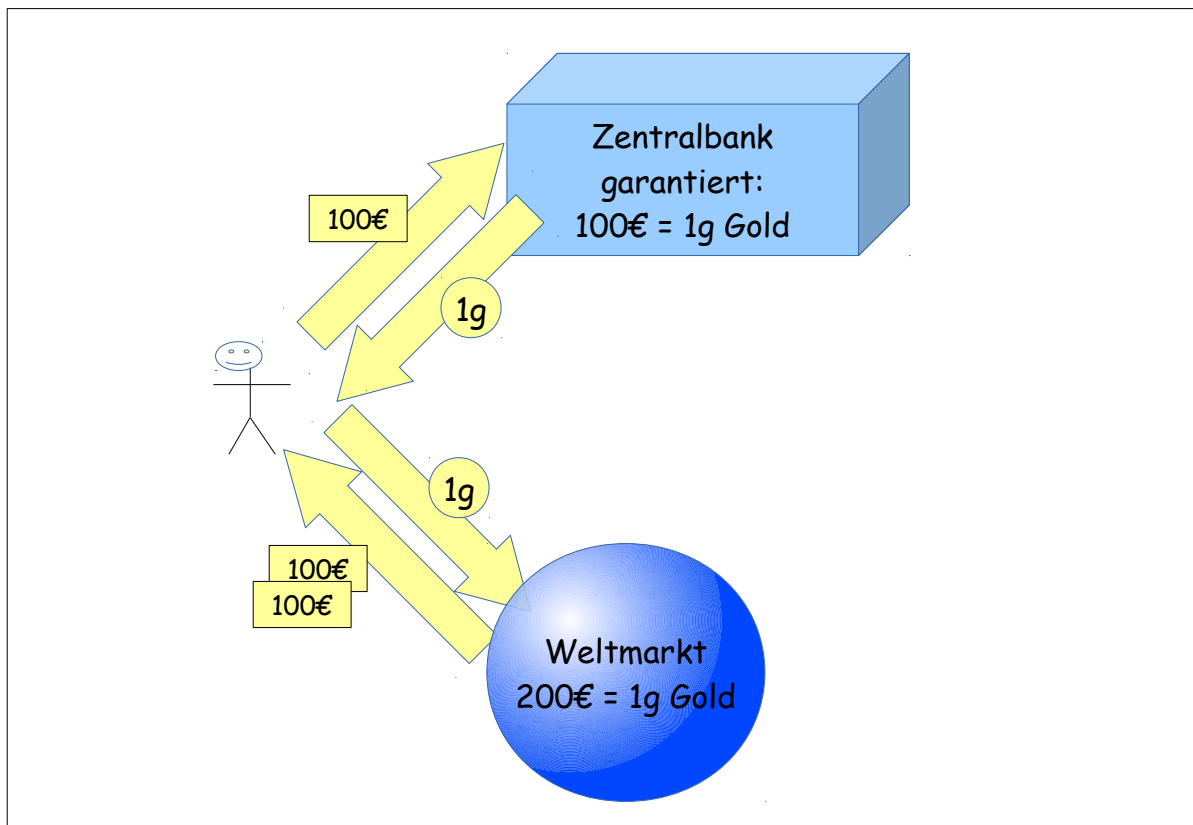 Zentralbank
garantiert:
100€ = 1g Gold
100€
1g
1g
100€
100€
Weltmarkt
200€ = 1g Gold